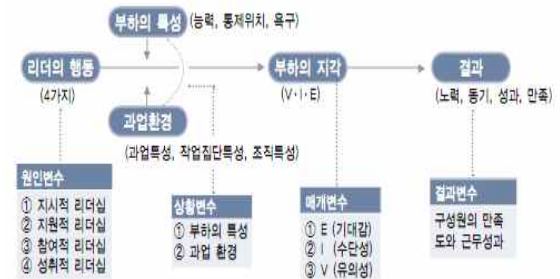 부하의 특성 (능력, 통제위치, 욕구)
리더의 행동
(4가지)
부하의 지각
(V·I·E)
결과
(노력, 동기, 성과, 만족)
과업환경
(과업특성, 작업집단특성, 조직특성)
원인변수
① 지시적 리더십
② 지원적 리더십
③ 참여적 리더십
④ 성취적 리더십
상황변수
① 부하의 특성
② 과업 환경
매개변수
① E (기대감)
② I (수단성)
③ V (유의성)
결과변수
구성원의 만족
도와 근무성과